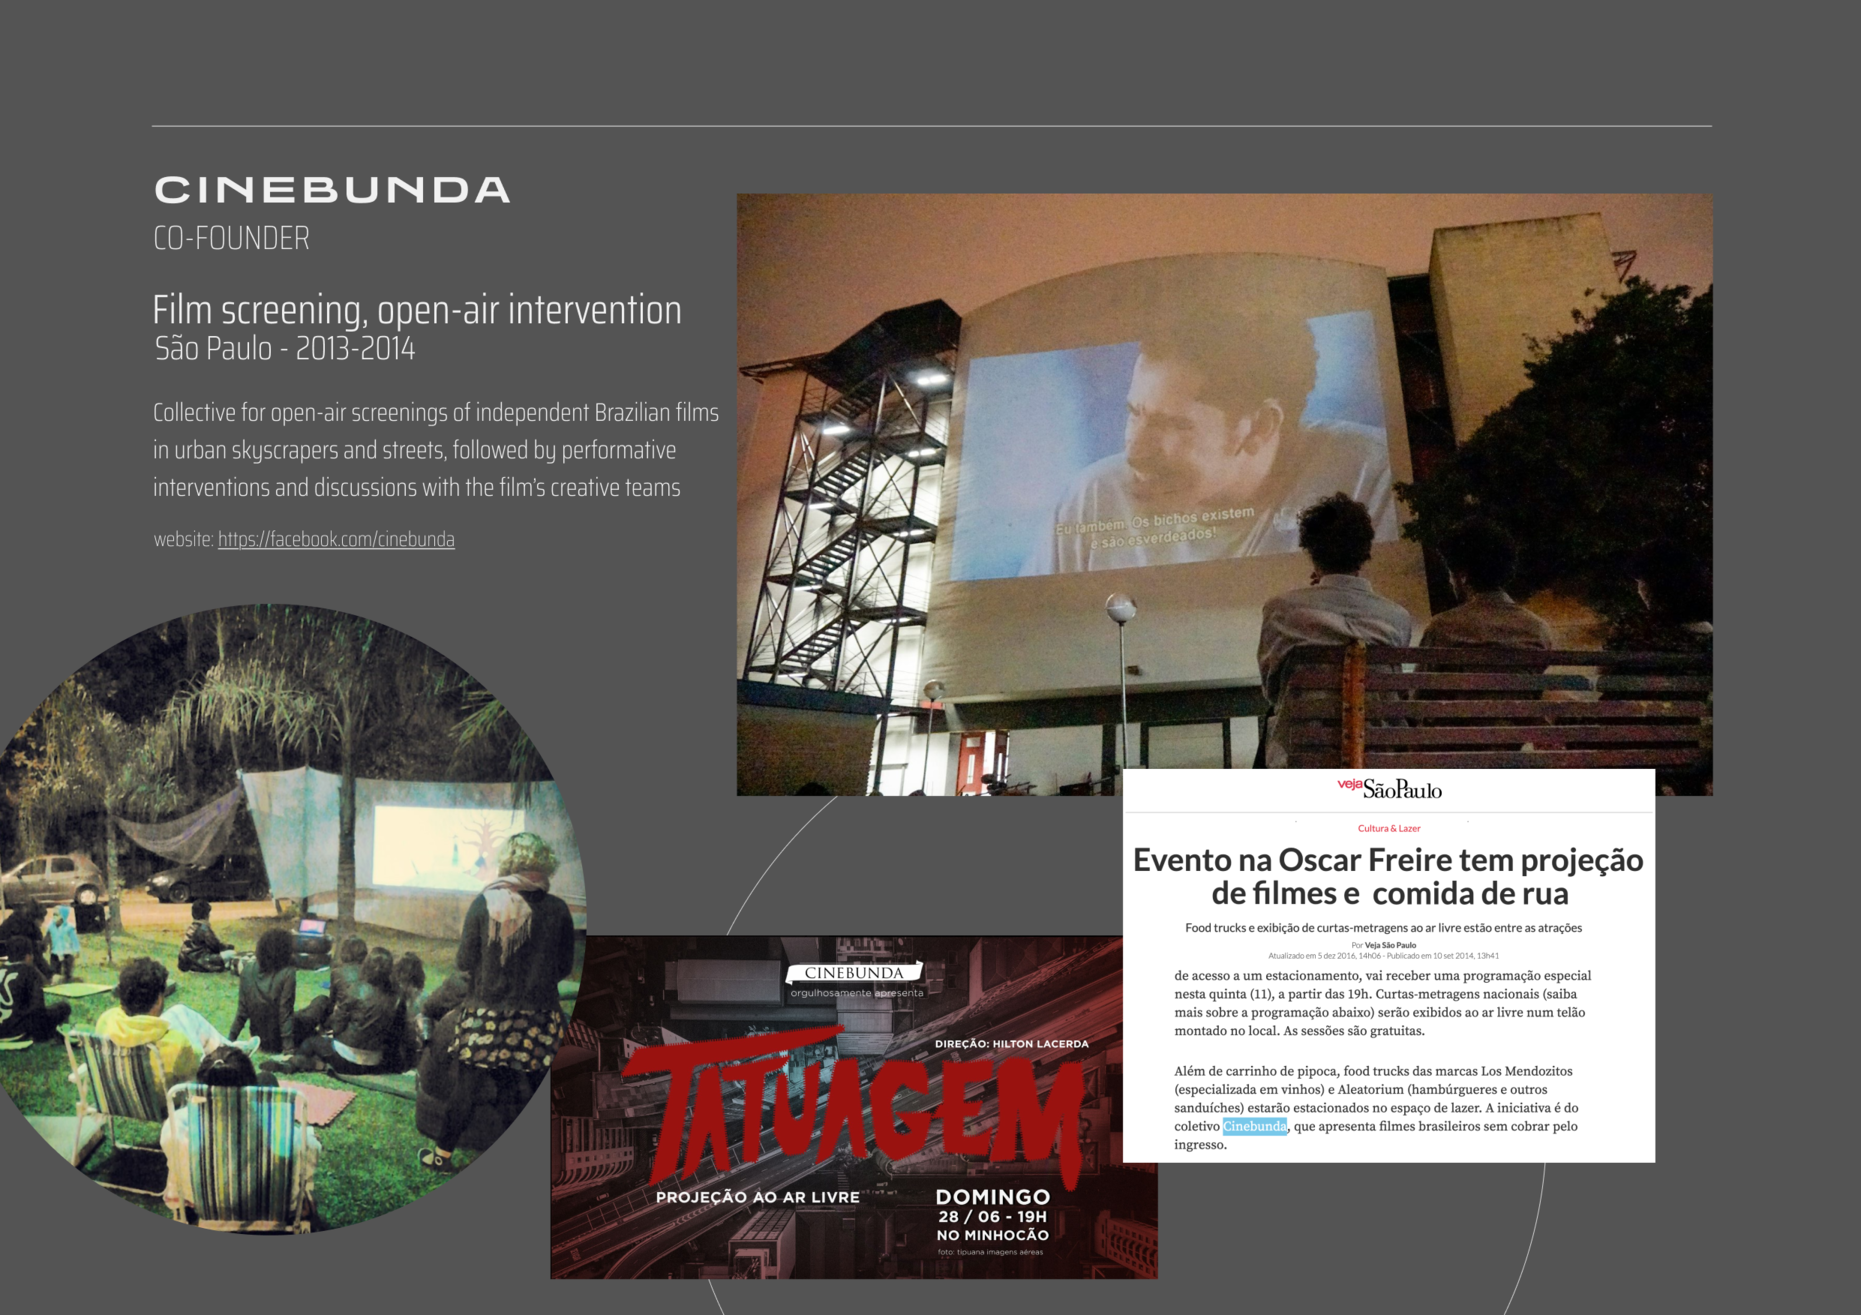 CINEBUNDA
CO-FOUNDER
Film screening, open-air intervention
São Paulo - 2013-2014
Collective for open-air screenings of independent Brazilian films
in urban skyscrapers and streets, followed by performative
interventions and discussions with the film's creative teams
website: https://facebook.com/cinebunda
Eu também. Os bichos existem
e são esverdeados!
vejaSãoPaulo
Cultura & Lazer
Evento na Oscar Freire tem projeção
de filmes e comida de rua
Food trucks e exibição de curtas-metragens ao ar livre estão entre as atrações
Por Veja São Paulo
Atualizado em 5 dez 2016, 14h06 - Publicado em 10 set 2014, 13h41
de acesso a um estacionamento, vai receber uma programação especial
nesta quinta (11), a partir das 19h. Curtas-metragens nacionais (saiba
mais sobre a programação abaixo) serão exibidos ao ar livre num telão
montado no local. As sessões são gratuitas.
Além de carrinho de pipoca, food trucks das marcas Los Mendozitos
(especializada em vinhos) e Aleatorium (hambúrgueres e outros
sanduíches) estarão estacionados no espaço de lazer. A iniciativa é do
coletivo Cinebunda, que apresenta filmes brasileiros sem cobrar pelo
ingresso.
CINEBUNDA
orgulhosamente apresenta
DIREÇÃO: HILTON LACERDA
TATUAGEM
PROJEÇÃO AO AR LIVRE
DOMINGO
28 / 06 - 19H
NO MINHOCÃO
foto: tipuana imagens aéreas